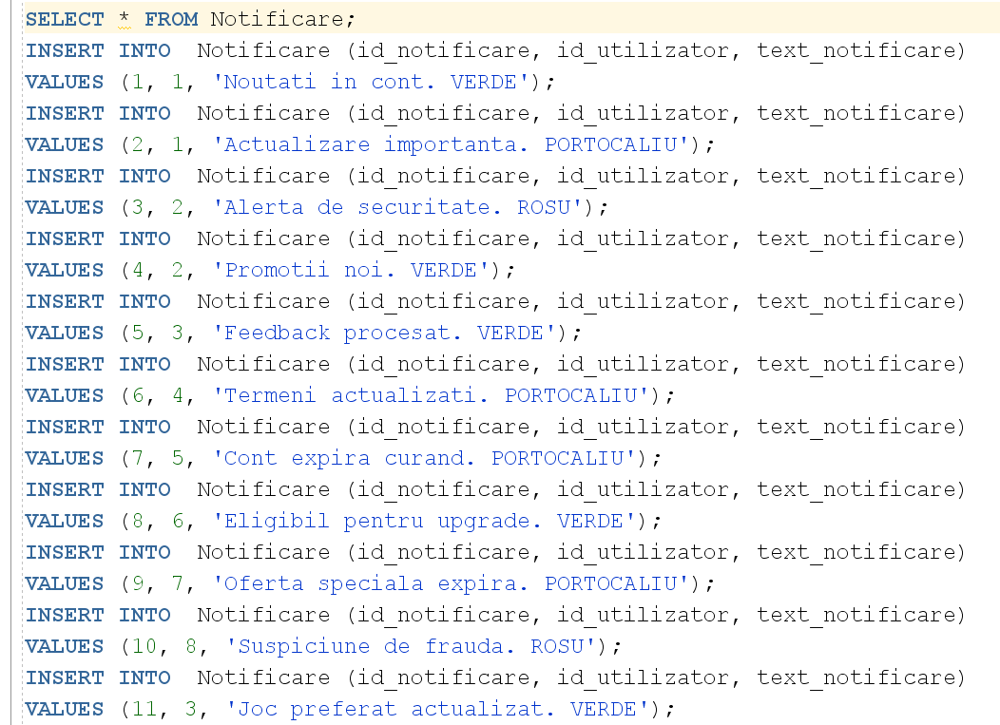 SELECT * FROM Notificare;
INSERT INTO  Notificare (id_notificare, id_utilizator, text_notificare)
VALUES (1, 1, 'Noutati in cont. VERDE');
INSERT INTO  Notificare (id_notificare, id_utilizator, text_notificare)
VALUES (2, 1, 'Actualizare importanta. PORTOCALIU');
INSERT INTO  Notificare (id_notificare, id_utilizator, text_notificare)
VALUES (3, 2, 'Alerta de securitate. ROSU');
INSERT INTO  Notificare (id_notificare, id_utilizator, text_notificare)
VALUES (4, 2, 'Promotii noi. VERDE');
INSERT INTO  Notificare (id_notificare, id_utilizator, text_notificare)
VALUES (5, 3, 'Feedback procesat. VERDE');
INSERT INTO  Notificare (id_notificare, id_utilizator, text_notificare)
VALUES (6, 4, 'Termeni actualizati. PORTOCALIU');
INSERT INTO  Notificare (id_notificare, id_utilizator, text_notificare)
VALUES (7, 5, 'Cont expira curand. PORTOCALIU');
INSERT INTO  Notificare (id_notificare, id_utilizator, text_notificare)
VALUES (8, 6, 'Eligibil pentru upgrade. VERDE');
INSERT INTO  Notificare (id_notificare, id_utilizator, text_notificare)
VALUES (9, 7, 'Oferta speciala expira. PORTOCALIU');
INSERT INTO  Notificare (id_notificare, id_utilizator, text_notificare)
VALUES (10, 8, 'Suspiciune de frauda. ROSU');
INSERT INTO  Notificare (id_notificare, id_utilizator, text_notificare)
VALUES (11, 3, 'Joc preferat actualizat. VERDE');